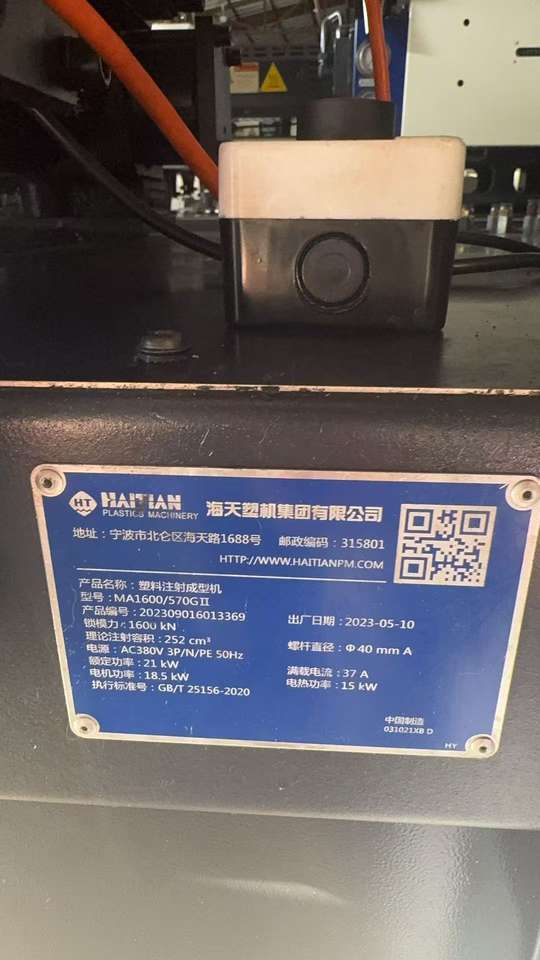 HT HAITIAN
PLASTICS MACHINERY
海天塑机集团有限公司
地址：宁波市北仑区海天路1688号 邮政编码：315801
HTTP://WWW.HAITIANPM.COM
产品名称：塑料注射成型机
型号：MA1600/570GⅡ
产品编号：202309016013369 出厂日期：2023-05-10
锁模力：1600 kN
理论注射容积：252 cm³ 螺杆直径：Φ40 mm A
电源：AC380V 3P/N/PE 50Hz
额定功率：21 kW 满载电流：37 A
电机功率：18.5 kW 电热功率：15 kW
执行标准号：GB/T 25156-2020
中国制造
031021XB D
HY